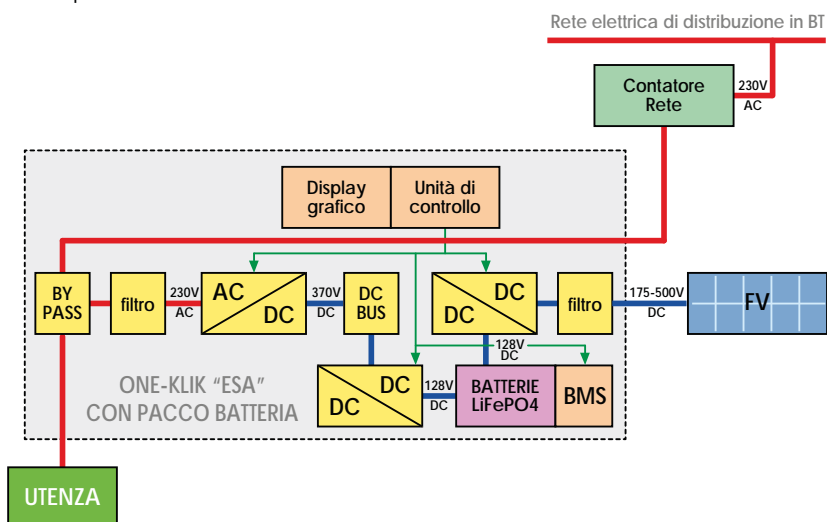 Rete elettrica di distribuzione in BT
Contatore
Rete
230V
AC
Display
grafico
Unità di
controllo
BY
PASS
filtro
230V
AC
AC
DC
370V
DC
DC
BUS
DC
DC
filtro
175-500V
DC
FV
128V
DC
ONE-KLIK “ESA”
CON PACCO BATTERIA
DC
DC
128V
DC
BATTERIE
LiFePO4
BMS
UTENZA